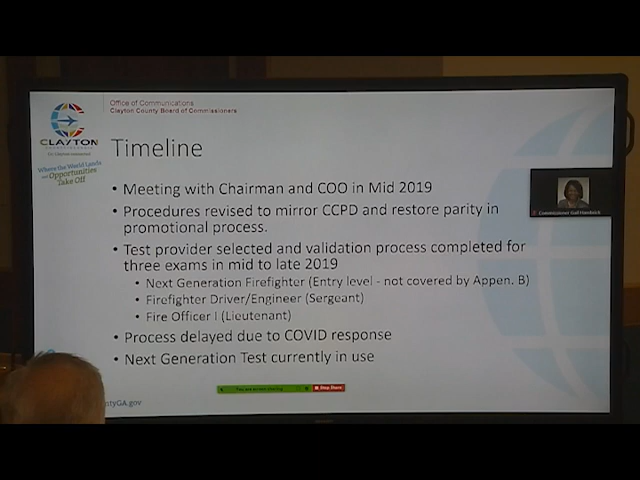 Office of Communications
Clayton County Board of Commissioners
CLAYTON
Where the World Lands
and Opportunities
Take Off
Timeline
• Meeting with Chairman and COO in Mid 2019
• Procedures revised to mirror CCPD and restore parity in
promotional process.
• Test provider selected and validation process completed for
three exams in mid to late 2019
• Next Generation Firefighter (Entry level - not covered by Appen. B)
• Firefighter Driver/Engineer (Sergeant)
• Fire Officer I (Lieutenant)
• Process delayed due to COVID response
• Next Generation Test currently in use
Commissioner Gail Hambrick
You are screen sharing
Stop Share
ntyGA.gov